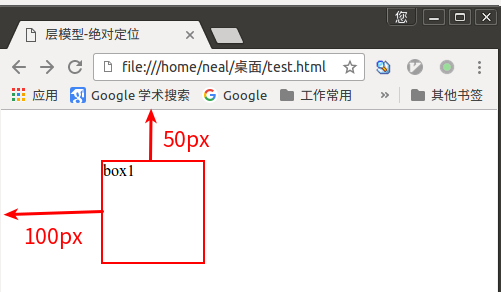 您
层模型-绝对定位
file:///home/neal/桌面/test.html
应用 Google 学术搜索 Google 工作常用 » 其他书签
50px
box1
100px